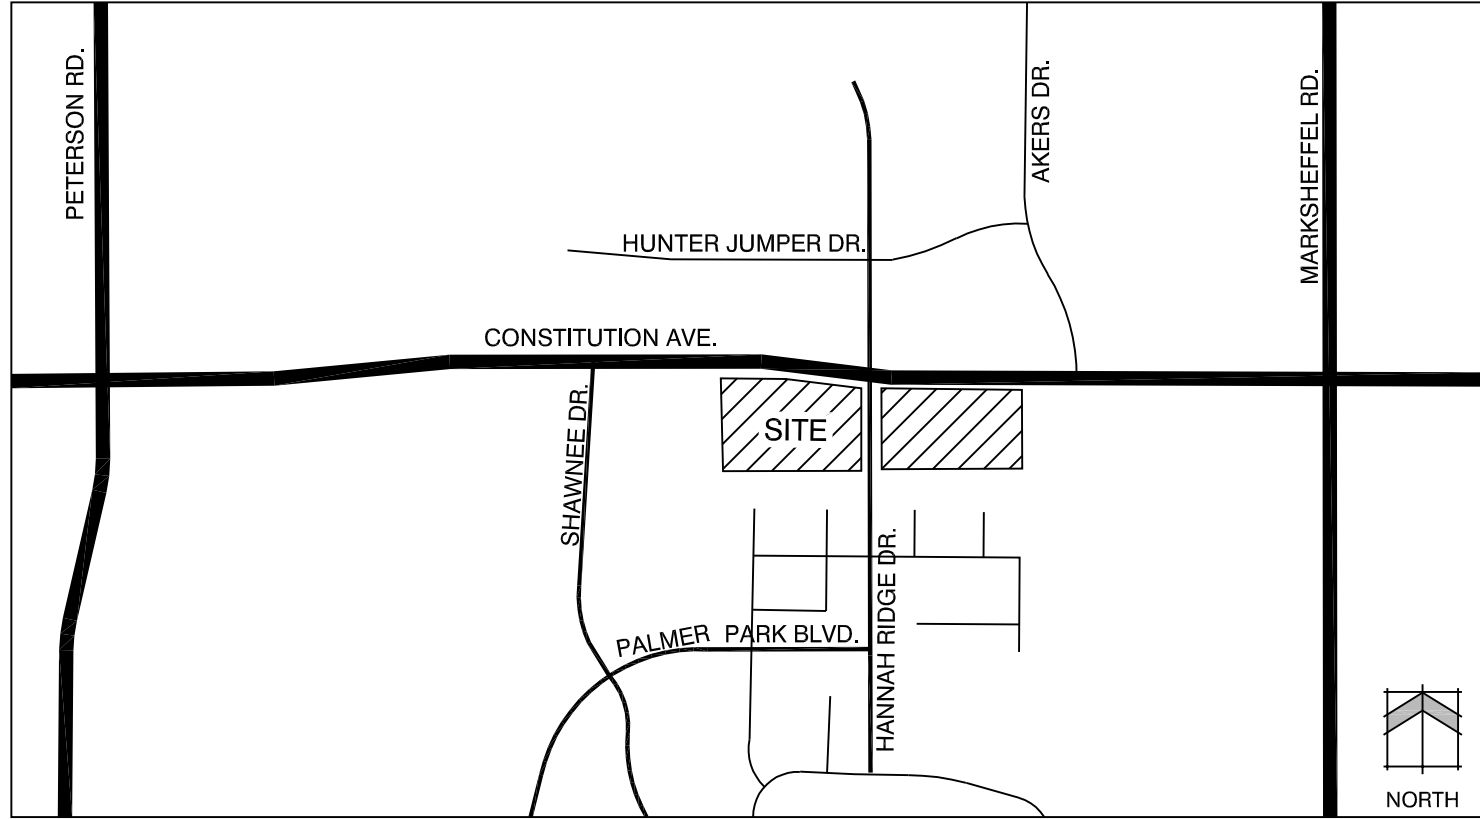 PETERSON RD.
AKERS DR.
MARKSHEFFEL RD.
HUNTER JUMPER DR.
CONSTITUTION AVE.
SHAWNEE DR.
SITE
HANNAH RIDGE DR.
PALMER PARK BLVD.
NORTH